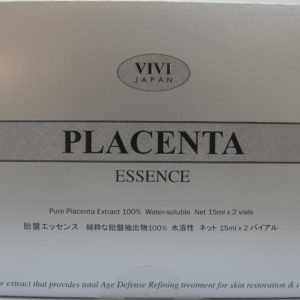 VIVI
JAPAN
PLACENTA
ESSENCE
Pure Placenta Extract 100% Water-soluble Net 15ml x 2 vials
胎盤エッセンス 純粋な胎盤抽出物100% 水溶性 ネット 15ml x 2 バイアル
extract that provides total Age Defense Refining treatment for skin restoration &